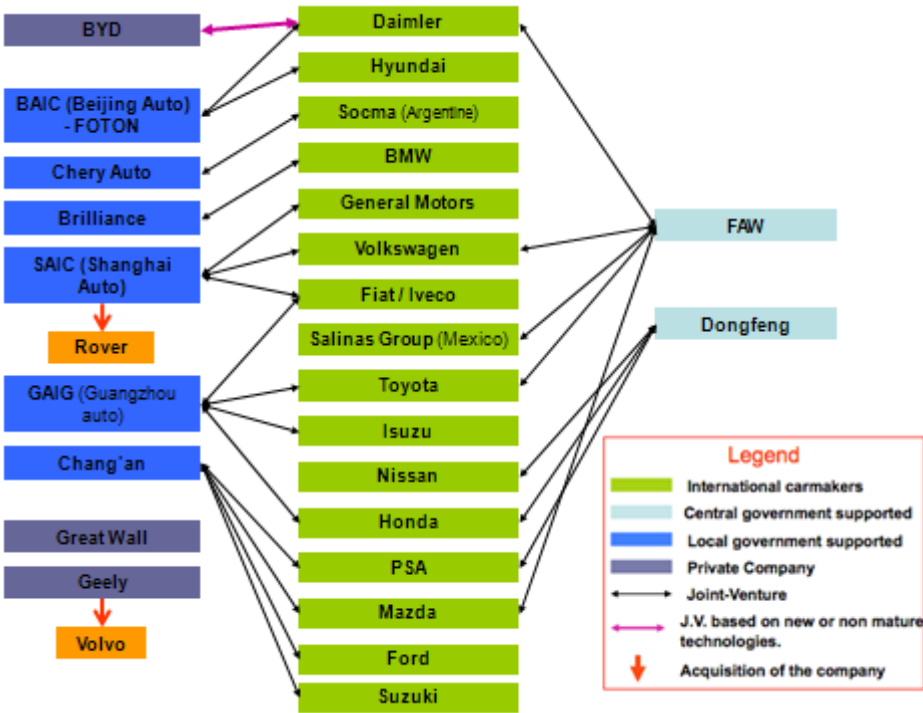 BYD
BAIC (Beijing Auto)
- FOTON
Chery Auto
Brilliance
SAIC (Shanghai
Auto)
Rover
GAIG (Guangzhou
auto)
Chang'an
Great Wall
Geely
Volvo
Daimler
Hyundai
Socma (Argentine)
BMW
General Motors
Volkswagen
Fiat / Iveco
Salinas Group (Mexico)
Toyota
Isuzu
Nissan
Honda
PSA
Mazda
Ford
Suzuki
FAW
Dongfeng
Legend
International carmakers
Central government supported
Local government supported
Private Company
Joint-Venture
J.V. based on new or non mature
technologies.
Acquisition of the company